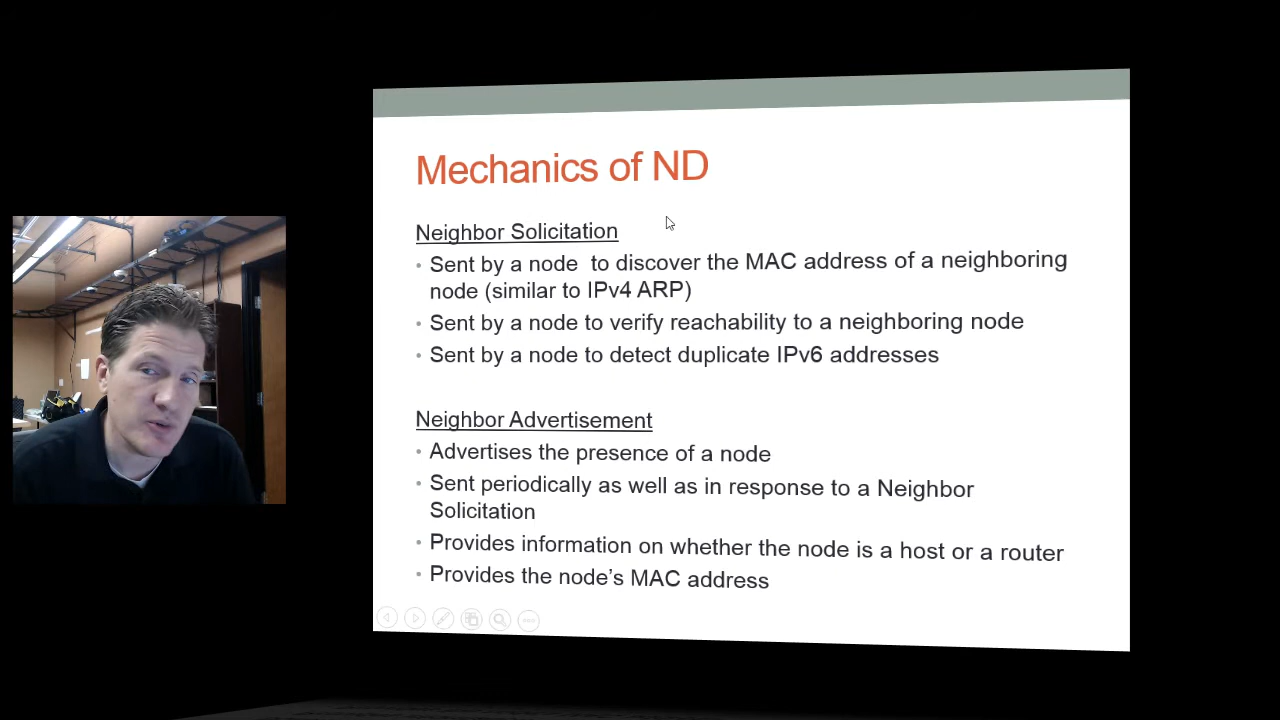 Mechanics of ND
Neighbor Solicitation
• Sent by a node  to discover the MAC address of a neighboring
node (similar to IPv4 ARP)
• Sent by a node to verify reachability to a neighboring node
• Sent by a node to detect duplicate IPv6 addresses
Neighbor Advertisement
• Advertises the presence of a node
• Sent periodically as well as in response to a Neighbor
Solicitation
• Provides information on whether the node is a host or a router
• Provides the node's MAC address